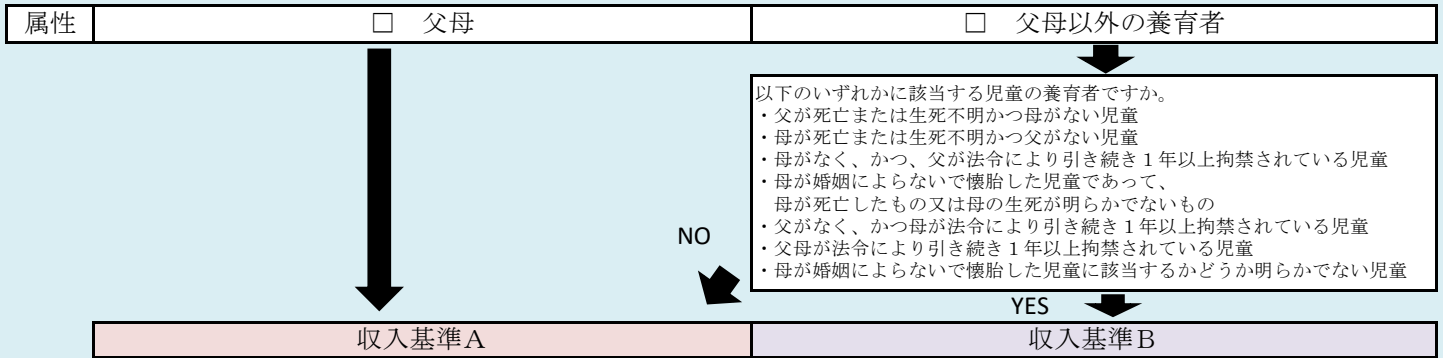 属性
□　父母
□　父母以外の養育者
以下のいずれかに該当する児童の養育者ですか。
・父が死亡または生死不明かつ母がない児童
・母が死亡または生死不明かつ父がない児童
・母がなく、かつ、父が法令により引き続き１年以上拘禁されている児童
・母が婚姻によらないで懐胎した児童であって、
　母が死亡したもの又は母の生死が明らかでないもの
・父がなく、かつ母が法令により引き続き１年以上拘禁されている児童
・父母が法令により引き続き１年以上拘禁されている児童
・母が婚姻によらないで懐胎した児童に該当するかどうか明らかでない児童
NO
YES
収入基準Ａ
収入基準Ｂ